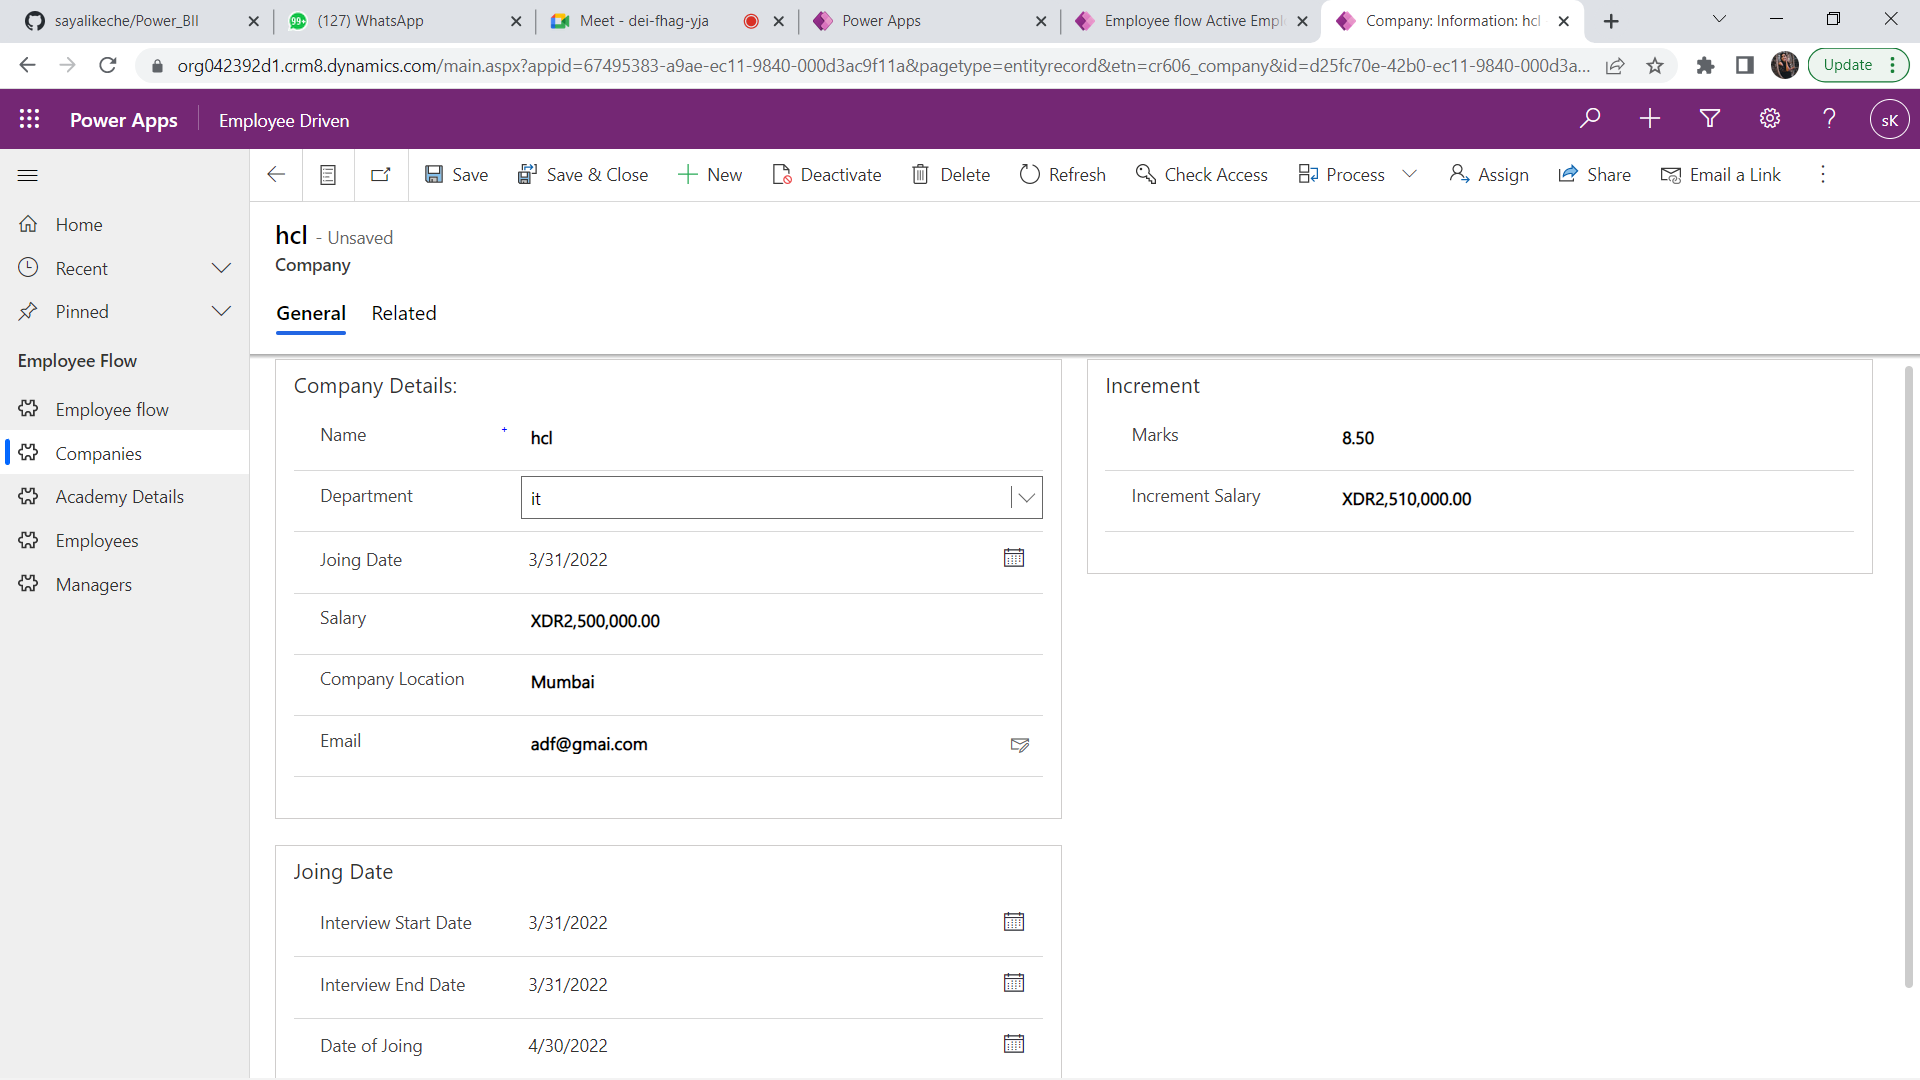 sayalikeche/Power_BII
99+ (127) WhatsApp
Meet - dei-fhag-yja
Power Apps
Employee flow Active Empl
Company: Information: hcl
org042392d1.crm8.dynamics.com/main.aspx?appid=67495383-a9ae-ec11-9840-000d3ac9f11a&pagetype=entityrecord&etn=cr606_company&id=d25fc70e-42b0-ec11-9840-000d3a...
Update
Power Apps
Employee Driven
sK
Save
Save & Close
New
Deactivate
Delete
Refresh
Check Access
Process
Assign
Share
Email a Link
Home
Recent
Pinned
Employee Flow
Employee flow
Companies
Academy Details
Employees
Managers
hcl - Unsaved
Company
General
Related
Company Details:
Name + hcl
Department it
Joing Date 3/31/2022
Salary XDR2,500,000.00
Company Location Mumbai
Email adf@gmai.com
Increment
Marks 8.50
Increment Salary XDR2,510,000.00
Joing Date
Interview Start Date 3/31/2022
Interview End Date 3/31/2022
Date of Joing 4/30/2022